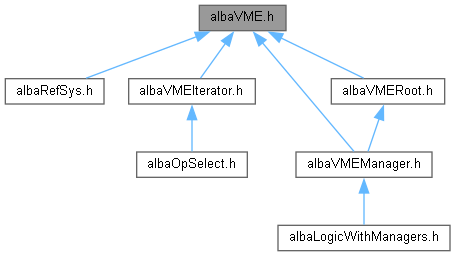 albaVME.h
albaRefSys.h
albaVMEIterator.h
albaVMERoot.h
albaOpSelect.h
albaVMEManager.h
albaLogicWithManagers.h